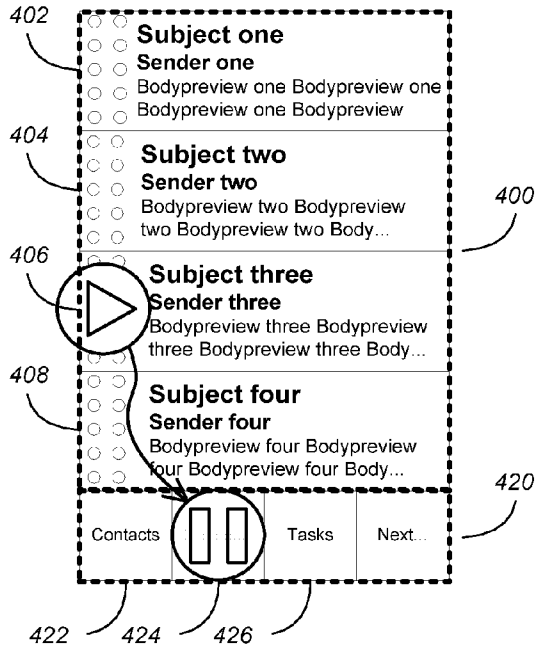 402
Subject one
Sender one
Bodypreview one Bodypreview one
Bodypreview one Bodypreview
404
Subject two
Sender two
Bodypreview two Bodypreview
two Bodypreview two Body...
400
406
Subject three
Sender three
Bodypreview three Bodypreview
three Bodypreview three Body...
408
Subject four
Sender four
Bodypreview four Bodypreview
four Bodypreview four Body...
420
Contacts
Tasks
Next...
422
424
426